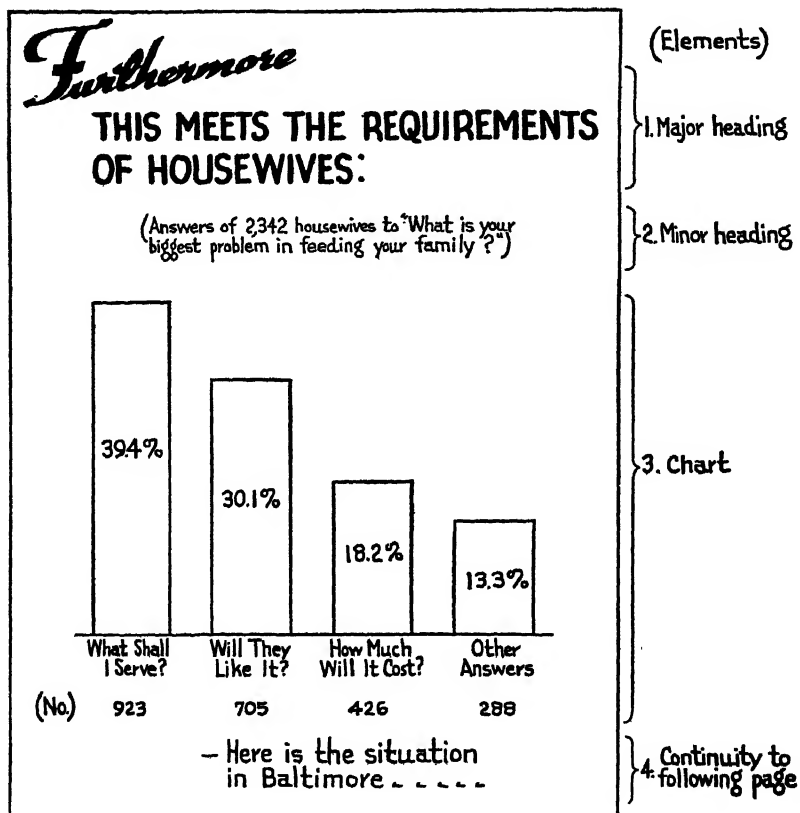 Furthermore
THIS MEETS THE REQUIREMENTS
OF HOUSEWIVES:
(Answers of 2,342 housewives to "What is your
biggest problem in feeding your family?")
39.4%
30.1%
18.2%
13.3%
What Shall
I Serve?
Will They
Like It?
How Much
Will It Cost?
Other
Answers
(No.) 923 705 426 288
– Here is the situation
in Baltimore _ _ _ _ _
(Elements)
1. Major heading
2. Minor heading
3. Chart
4. Continuity to
following page